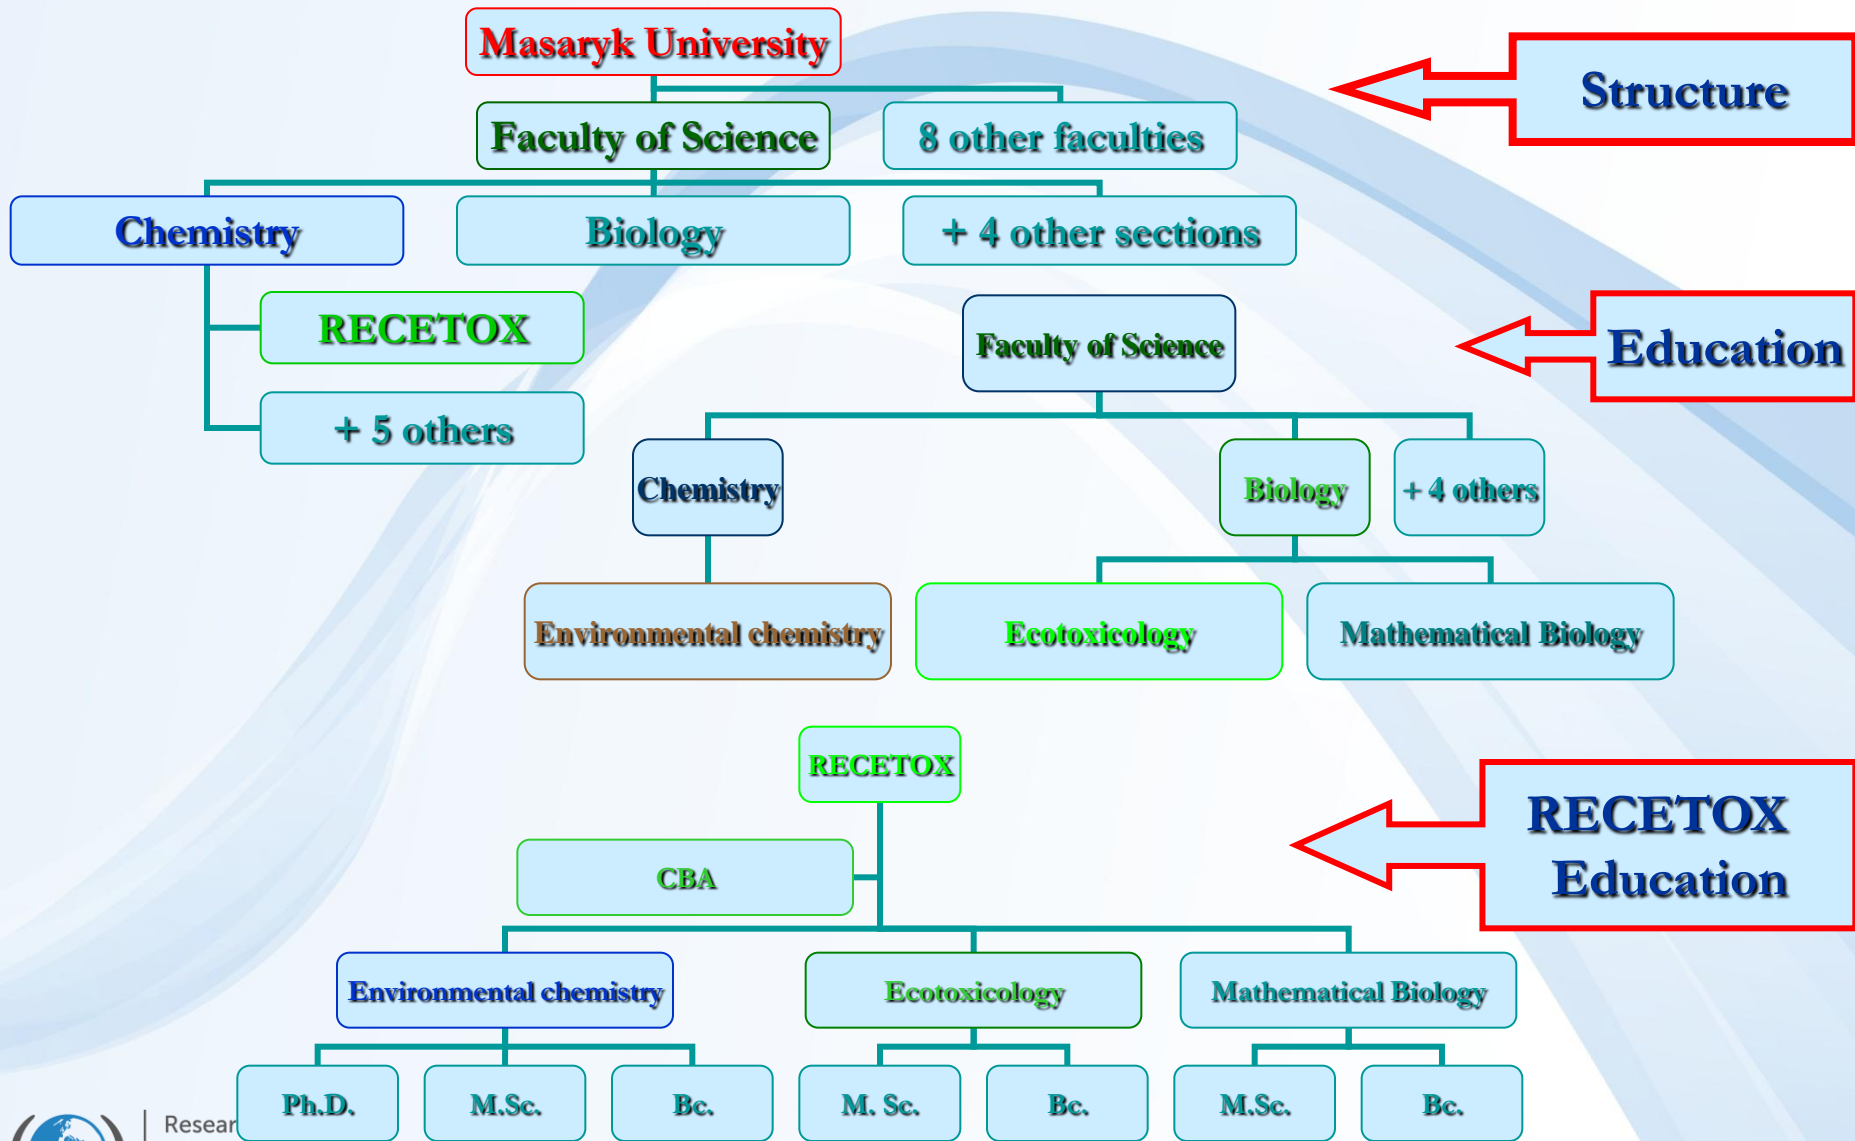 Masaryk University
Structure
Faculty of Science
8 other faculties
Chemistry
Biology
+ 4 other sections
RECETOX
+ 5 others
Faculty of Science
Education
Chemistry
Biology
+ 4 others
Environmental chemistry
Ecotoxicology
Mathematical Biology
RECETOX
RECETOX
Education
CBA
Environmental chemistry
Ecotoxicology
Mathematical Biology
Ph.D.
M.Sc.
Bc.
M. Sc.
Bc.
M.Sc.
Bc.